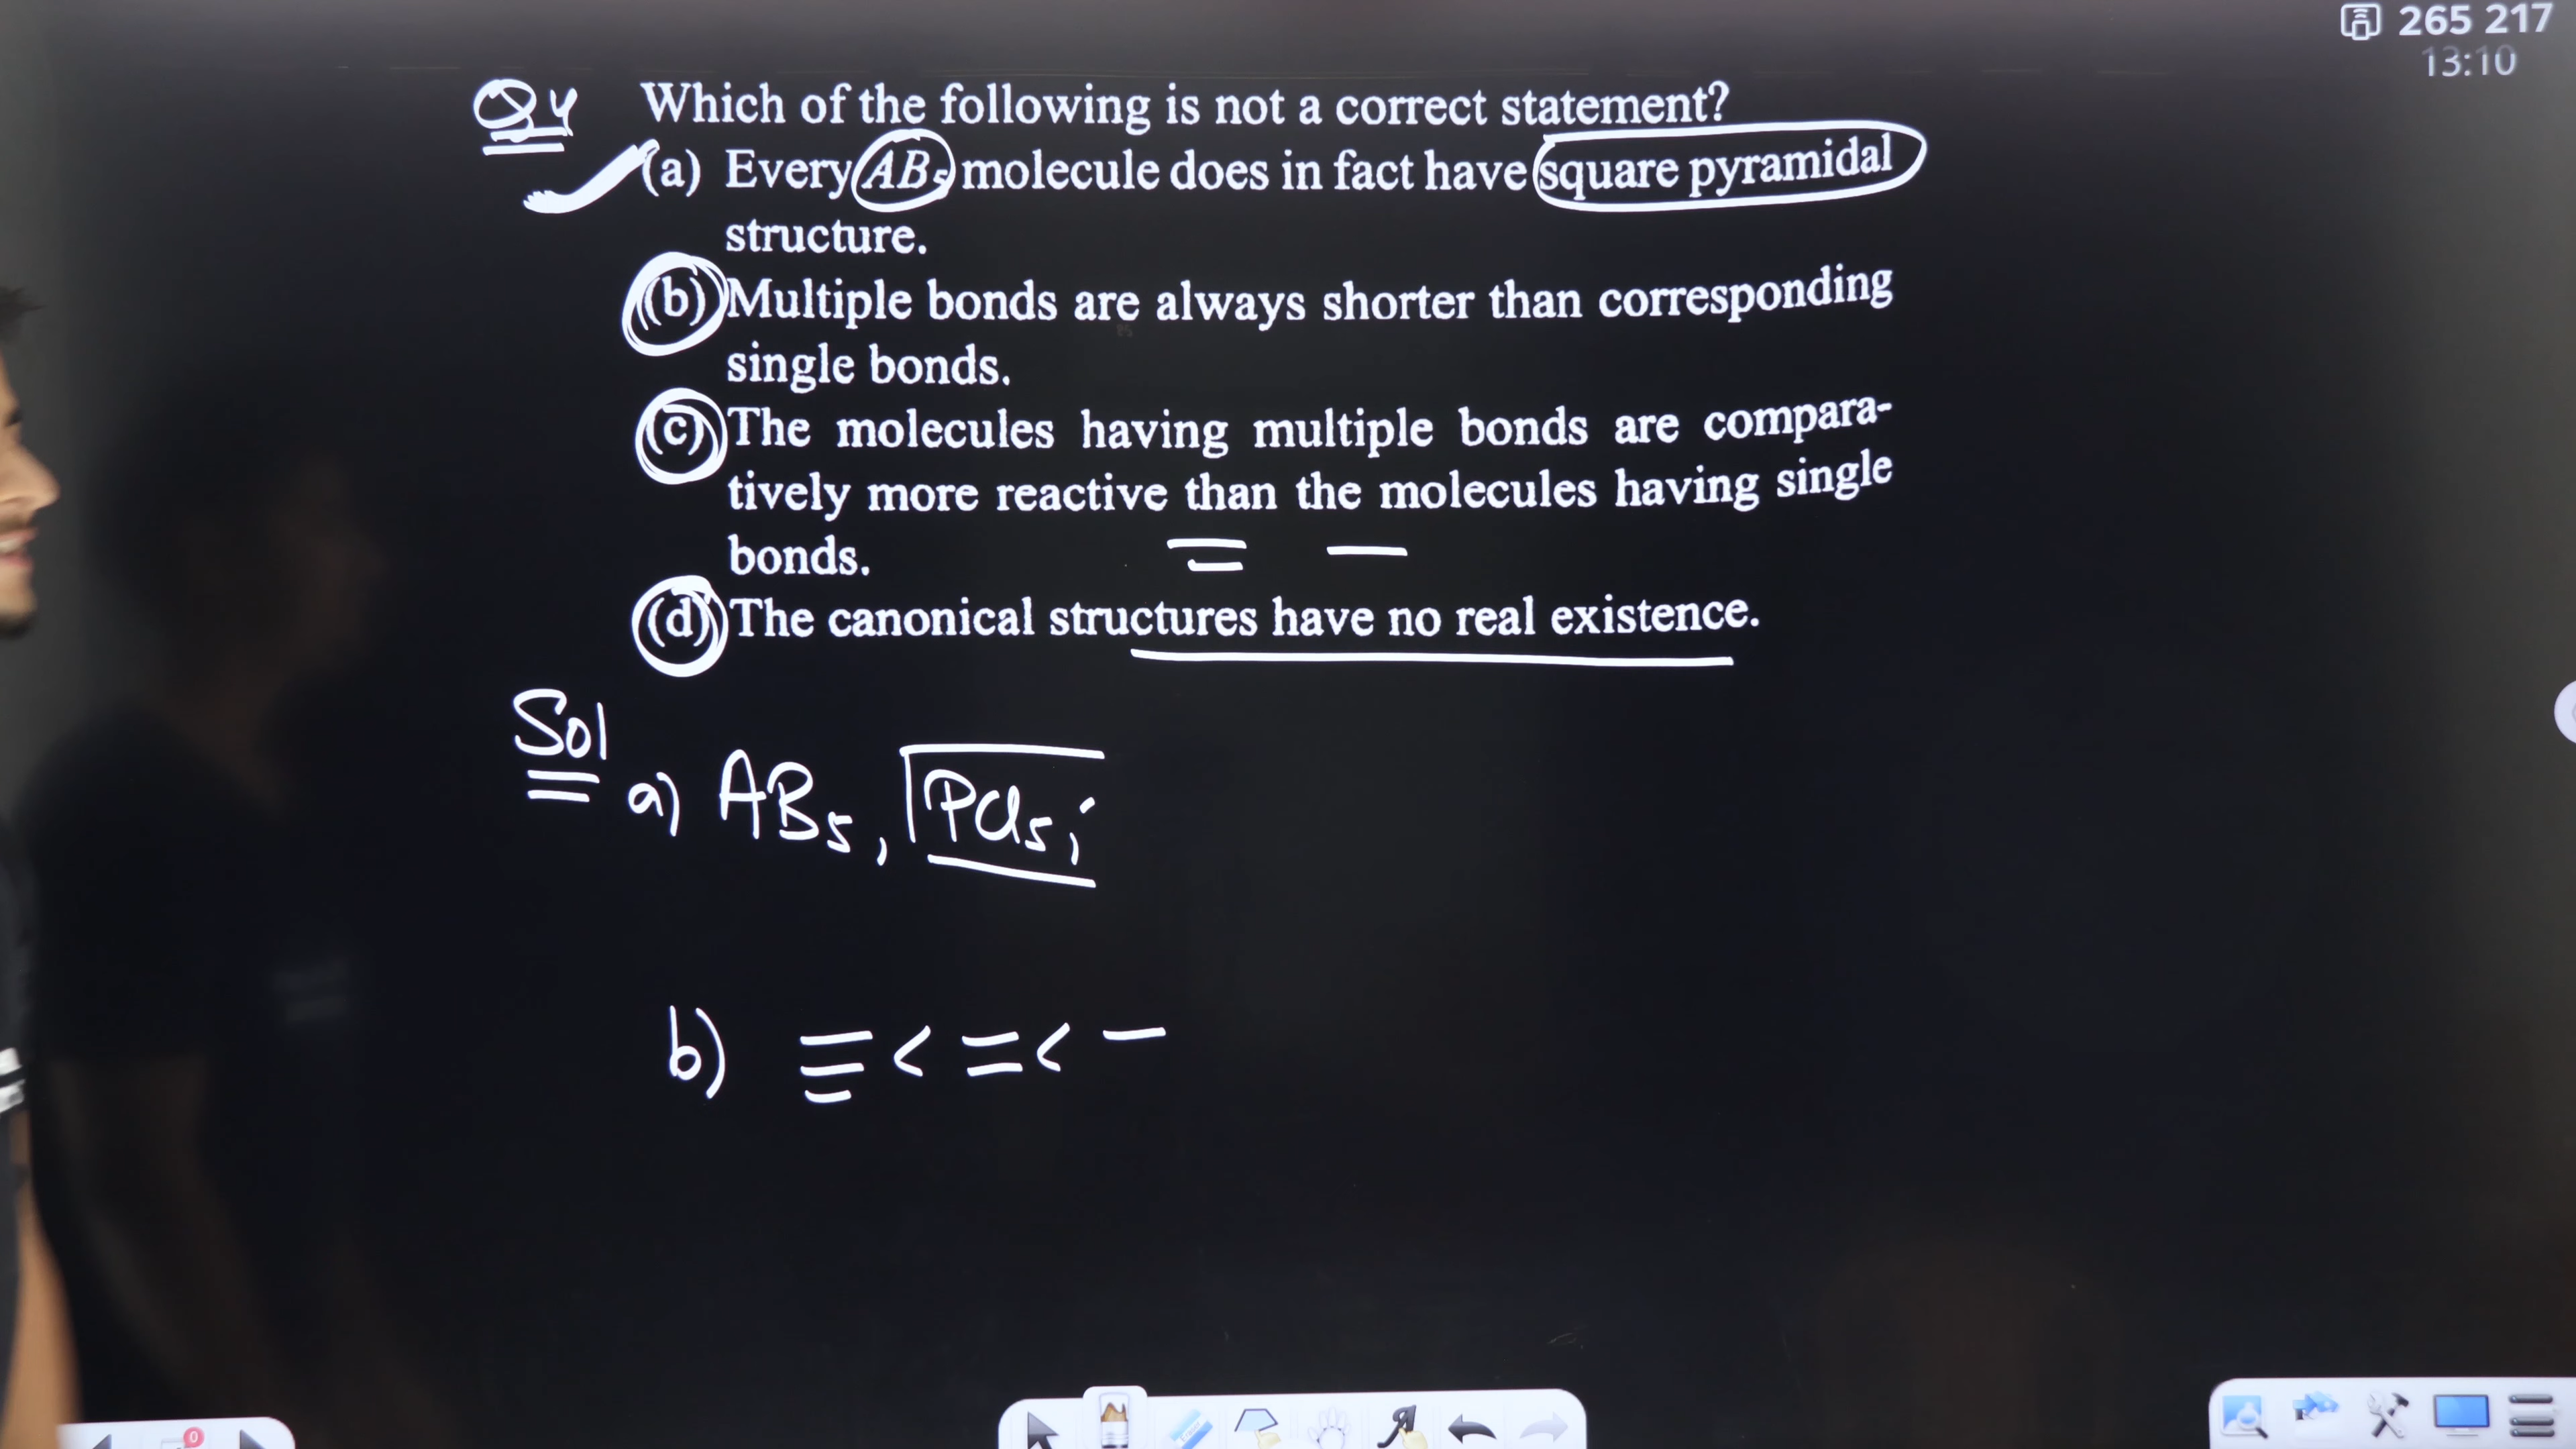 265 217
13:10
Q4 Which of the following is not a correct statement?
(a) Every AB5 molecule does in fact have square pyramidal
structure.
(b) Multiple bonds are always shorter than corresponding
single bonds.
(c) The molecules having multiple bonds are compara-
tively more reactive than the molecules having single
bonds. = —
(d) The canonical structures have no real existence.
Sol
a) AB5, PCl5;
b) ≡ < = < —
0